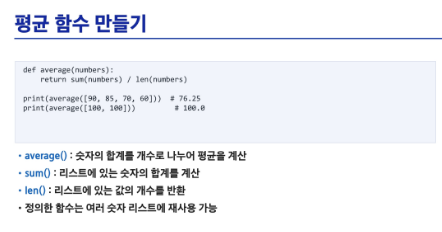 평균 함수 만들기
def average(numbers):
    return sum(numbers) / len(numbers)
print(average([90, 85, 70, 60]))  # 76.25
print(average([100, 100]))         # 100.0
• average() : 숫자의 합계를 개수로 나누어 평균을 계산
• sum() : 리스트에 있는 숫자의 합계를 계산
• len() : 리스트에 있는 값의 개수를 반환
• 정의한 함수는 여러 숫자 리스트에 재사용 가능